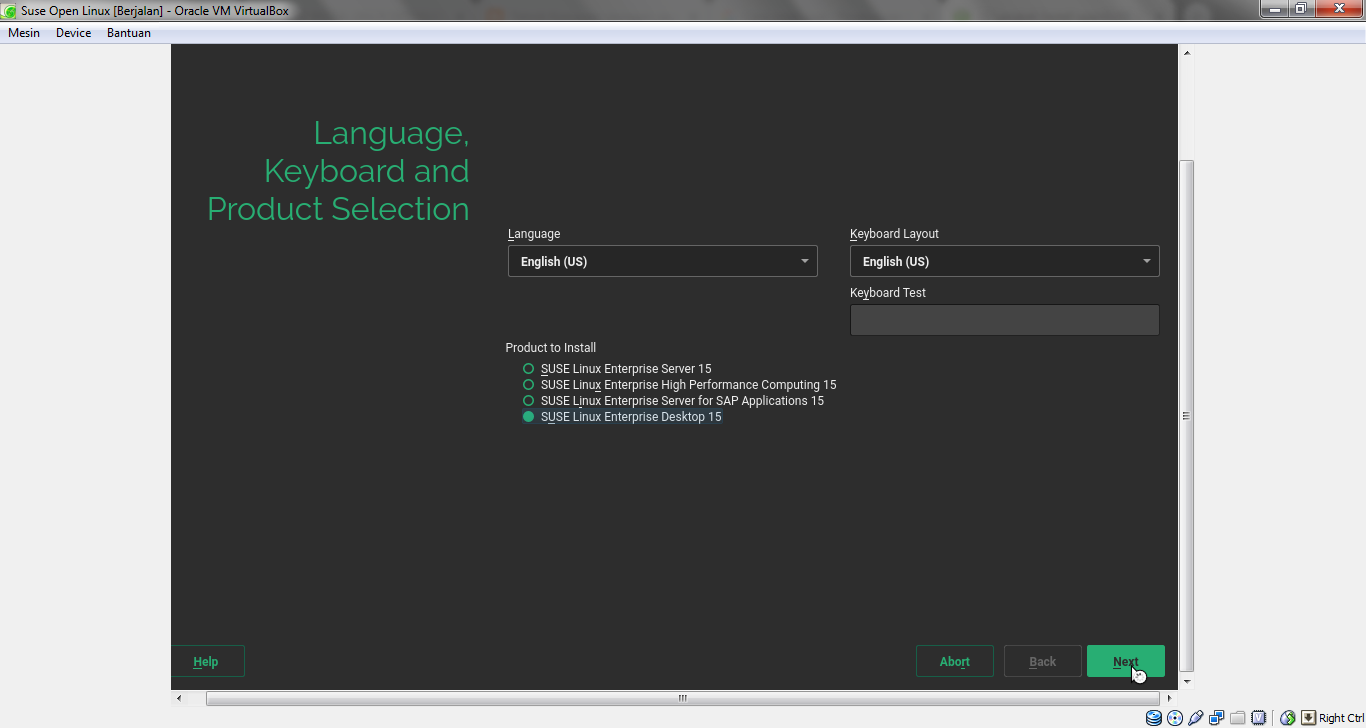 Suse Open Linux [Berjalan] - Oracle VM VirtualBox
Mesin Device Bantuan
Language,
Keyboard and
Product Selection
Language
English (US)
Keyboard Layout
English (US)
Keyboard Test
Product to Install
SUSE Linux Enterprise Server 15
SUSE Linux Enterprise High Performance Computing 15
SUSE Linux Enterprise Server for SAP Applications 15
SUSE Linux Enterprise Desktop 15
Help Abort Back Next
Right Ctrl